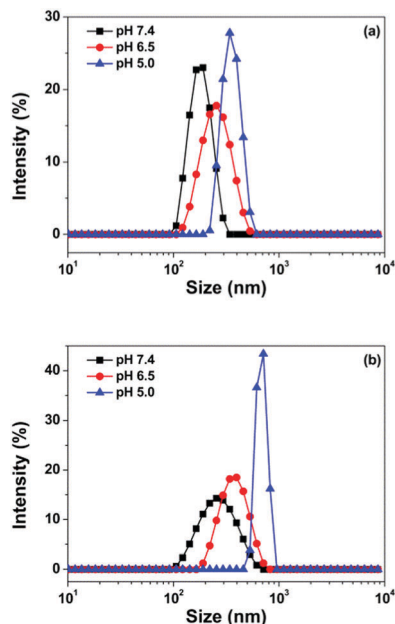 30
20
10
0
Intensity (%)
pH 7.4
pH 6.5
pH 5.0
(a)
10¹ 10² 10³ 10⁴
Size (nm)
40
30
20
10
0
Intensity (%)
pH 7.4
pH 6.5
pH 5.0
(b)
10¹ 10² 10³ 10⁴
Size (nm)